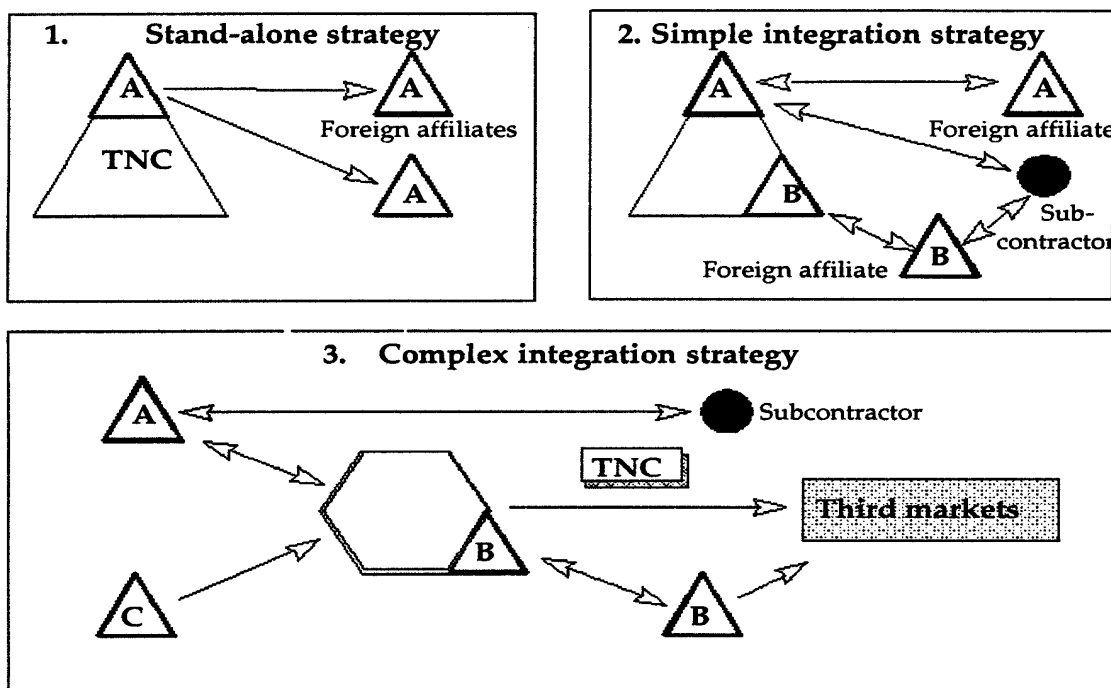 1. Stand-alone strategy
A
A
Foreign affiliates
TNC
A
2. Simple integration strategy
A
A
Foreign affiliate
B
Sub-
contractor
Foreign affiliate
B
3. Complex integration strategy
A
Subcontractor
TNC
Third markets
B
C
B